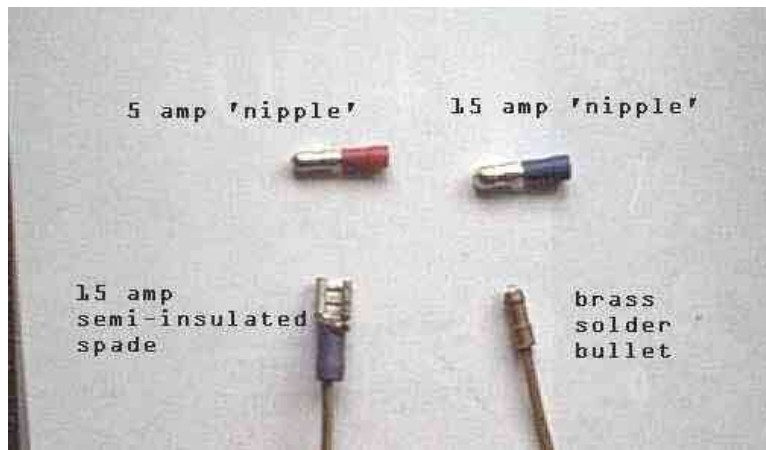 5 amp 'nipple'
15 amp 'nipple'
15 amp
semi-insulated
spade
brass
solder
bullet